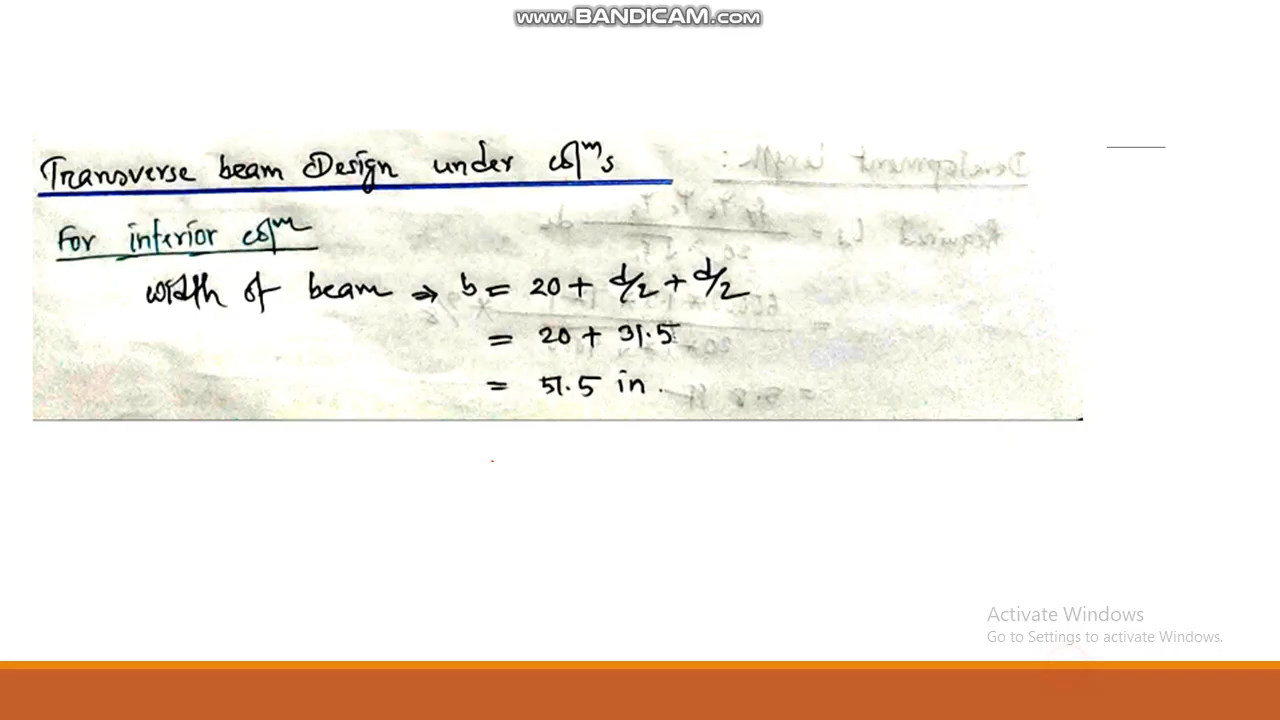 www.BANDICAM.com
Transverse beam Design under colᵐs
For inferior colᵐ
width of beam ⇒ b = 20 + d/2 + d/2
= 20 + 31.5
= 51.5 in.
Activate Windows
Go to Settings to activate Windows.